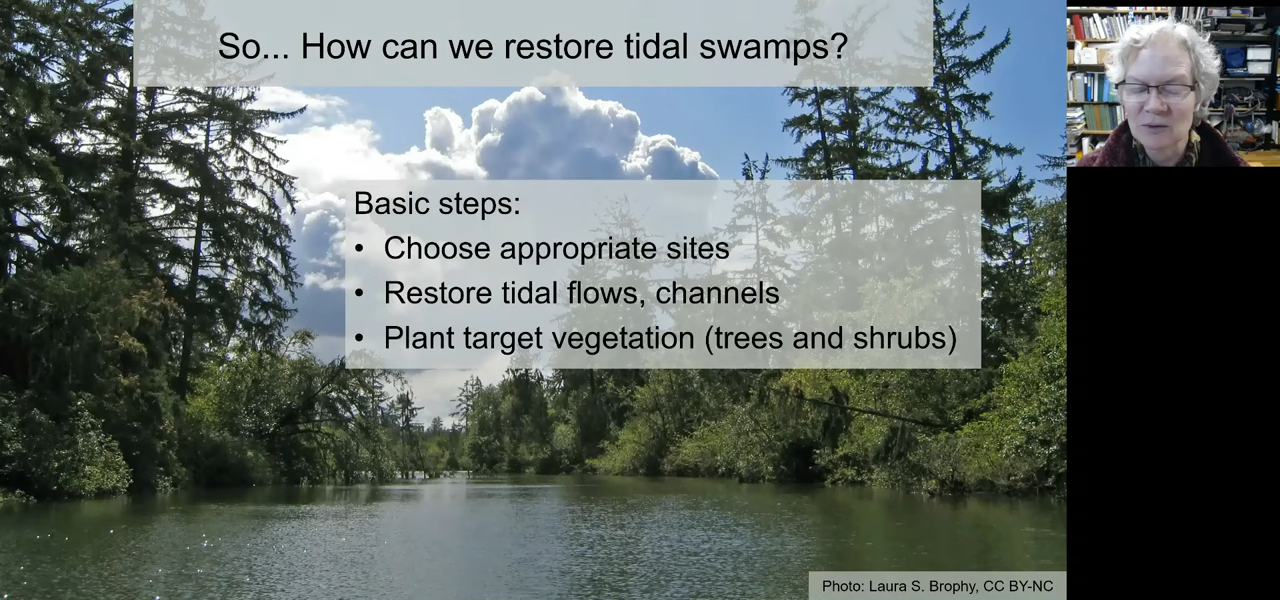 So... How can we restore tidal swamps?
Basic steps:
• Choose appropriate sites
• Restore tidal flows, channels
• Plant target vegetation (trees and shrubs)
Photo: Laura S. Brophy, CC BY-NC